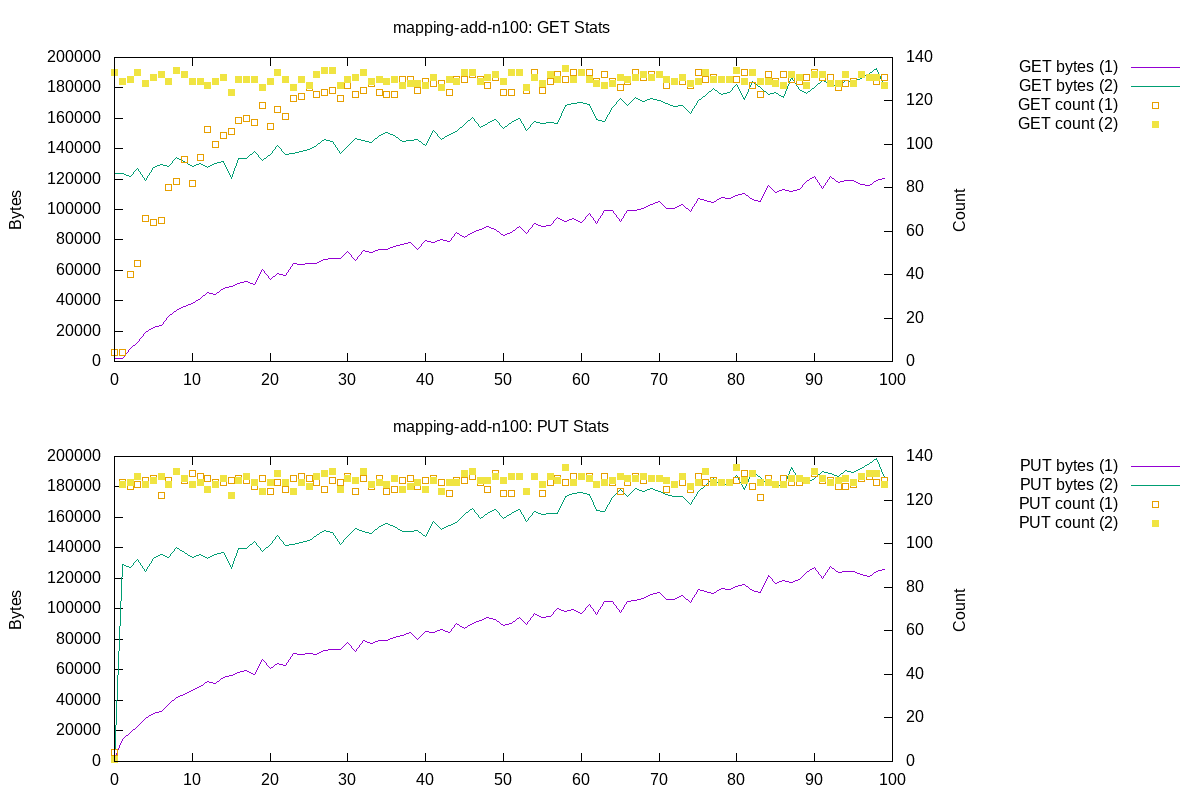 mapping-add-n100: GET Stats
200000
180000
160000
140000
120000
100000
80000
60000
40000
20000
0
Bytes
140
120
100
80
60
40
20
0
Count
0 10 20 30 40 50 60 70 80 90 100
GET bytes (1)
GET bytes (2)
GET count (1)
GET count (2)
mapping-add-n100: PUT Stats
200000
180000
160000
140000
120000
100000
80000
60000
40000
20000
0
Bytes
140
120
100
80
60
40
20
0
Count
0 10 20 30 40 50 60 70 80 90 100
PUT bytes (1)
PUT bytes (2)
PUT count (1)
PUT count (2)